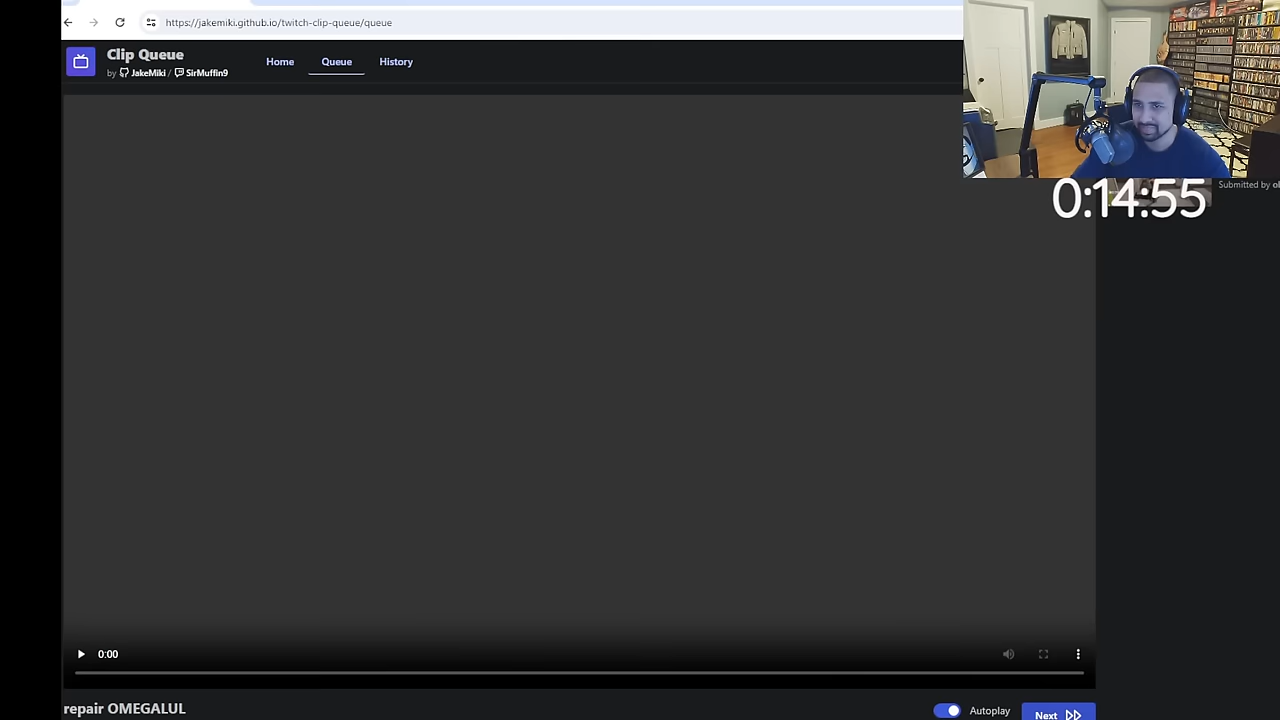 https://jakemiki.github.io/twitch-clip-queue/queue
Clip Queue
by JakeMiki / SirMuffin9
Home
Queue
History
0:14:55
Submitted by
0:00
repair OMEGALUL
Autoplay
Next